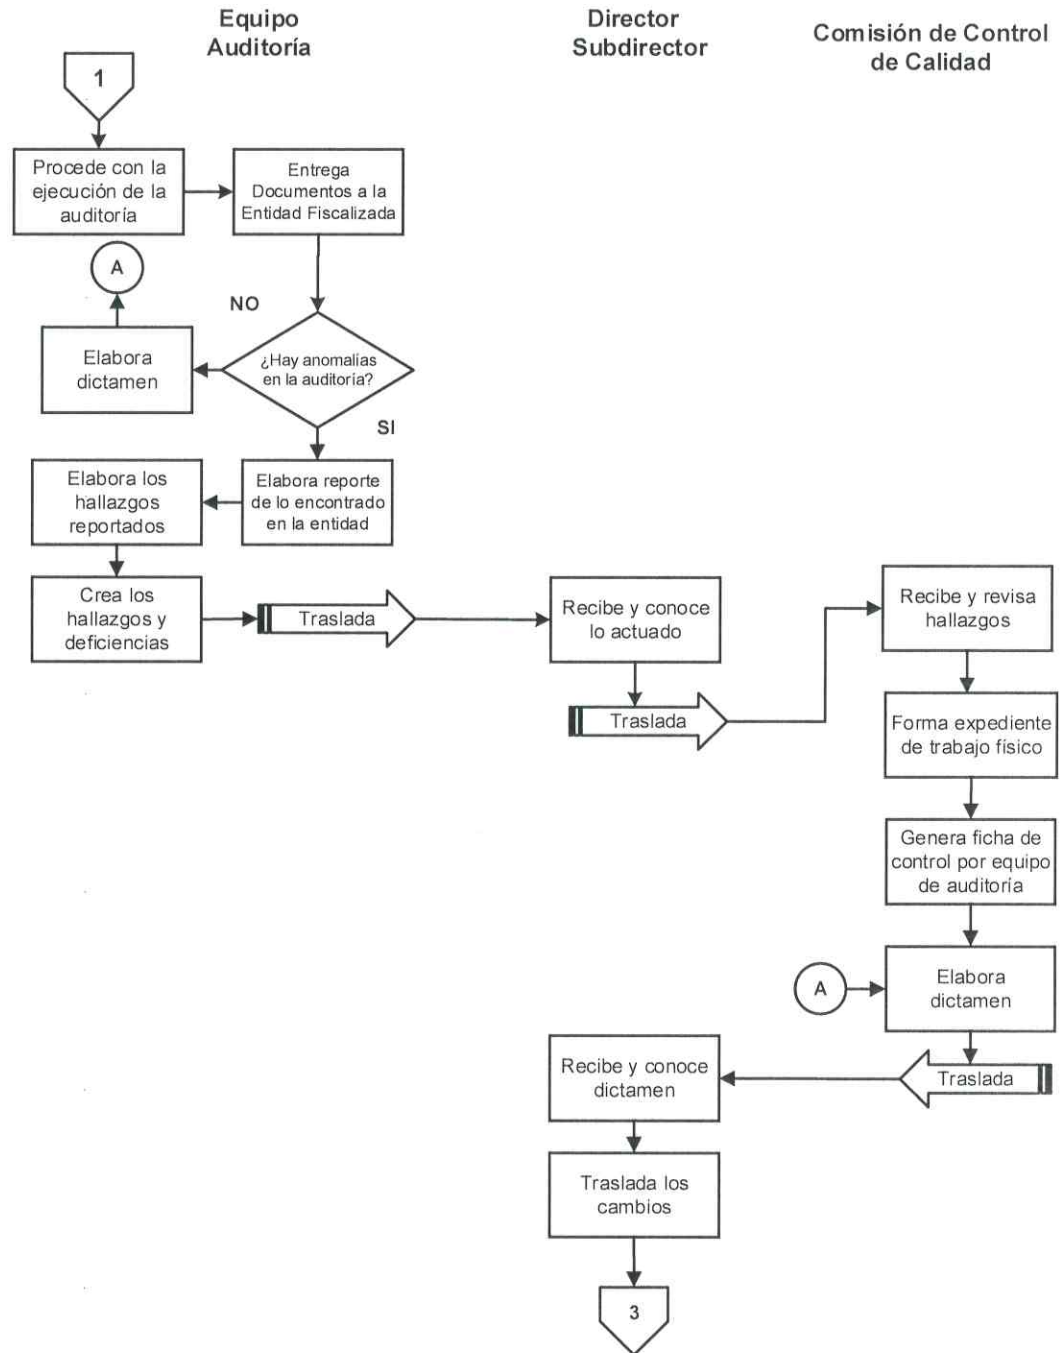 Equipo
Auditoría
Director
Subdirector
Comisión de Control
de Calidad
1
Procede con la
ejecución de la
auditoría
Entrega
Documentos a la
Entidad Fiscalizada
A
NO
¿Hay anomalías
en la auditoría?
Elabora
dictamen
SI
Elabora los
hallazgos
reportados
Elabora reporte
de lo encontrado
en la entidad
Crea los
hallazgos y
deficiencias
Traslada
Recibe y conoce
lo actuado
Traslada
Recibe y revisa
hallazgos
Forma expediente
de trabajo físico
Genera ficha de
control por equipo
de auditoría
A
Elabora
dictamen
Traslada
Recibe y conoce
dictamen
Traslada los
cambios
3